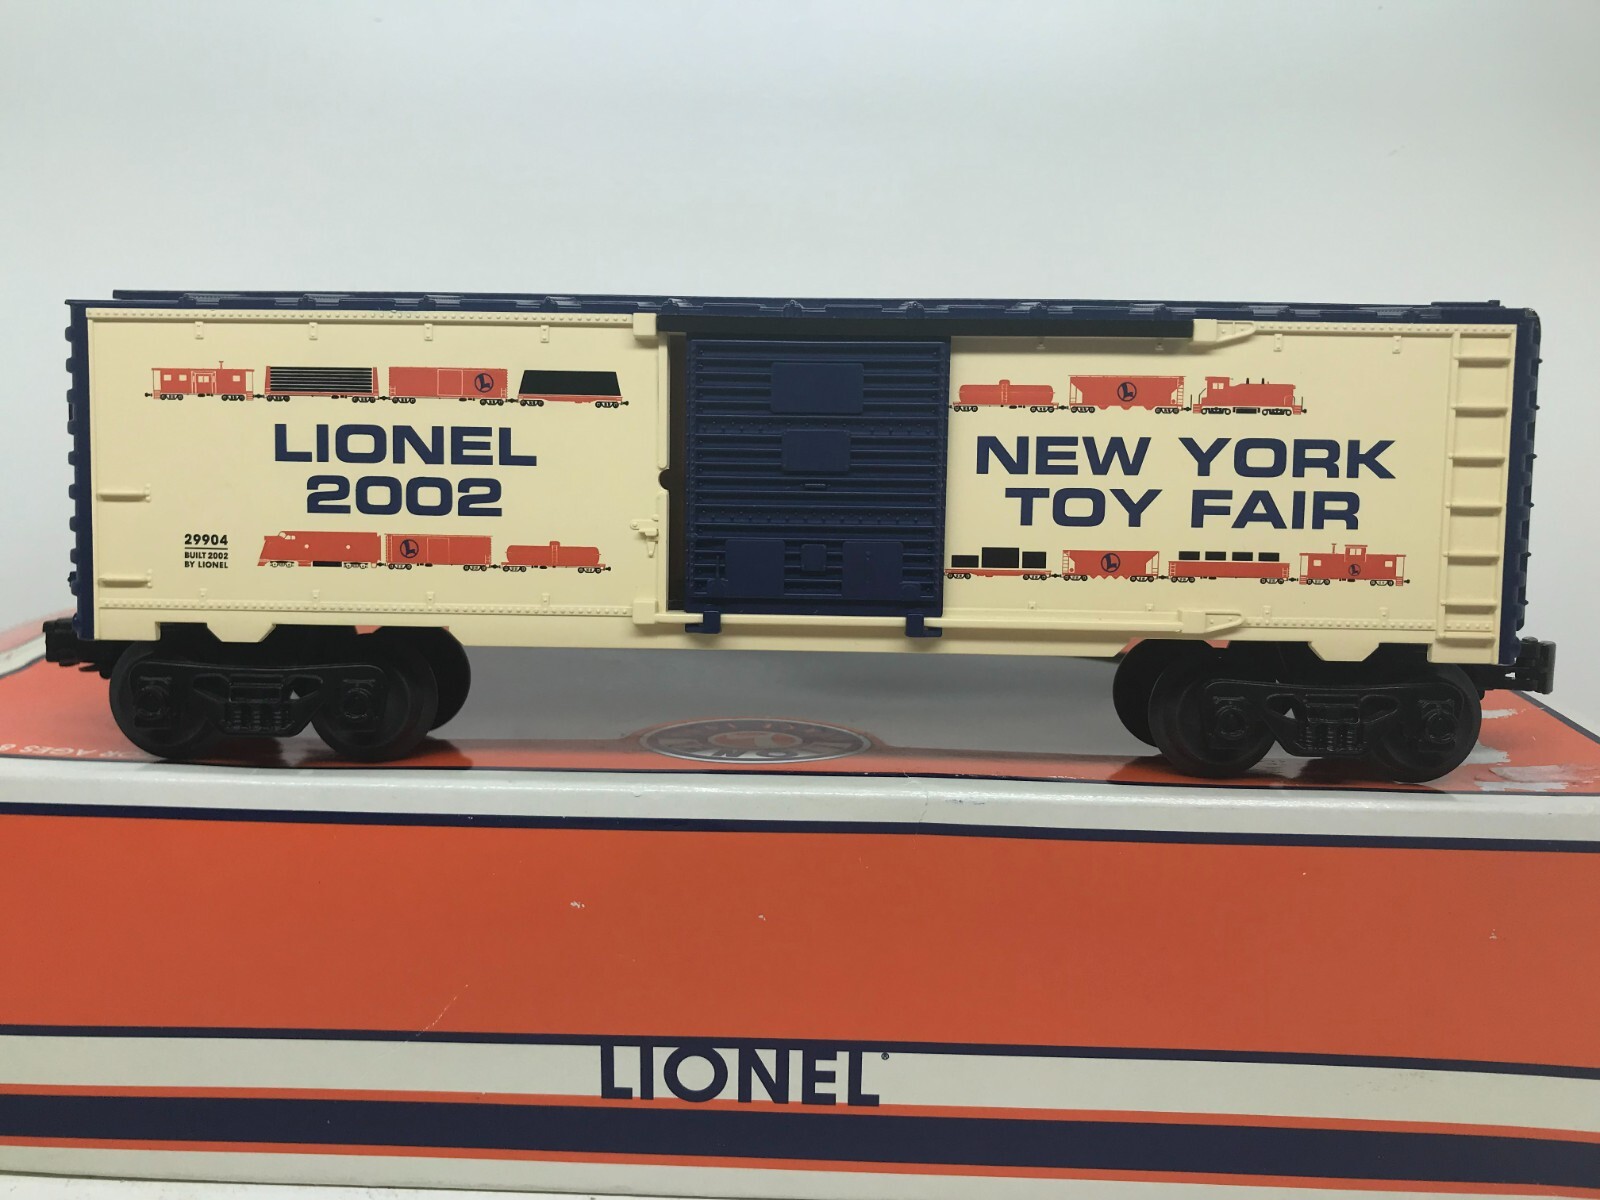 LIONEL
2002
29904
BUILT 2002
BY LIONEL
NEW YORK
TOY FAIR
LIONEL